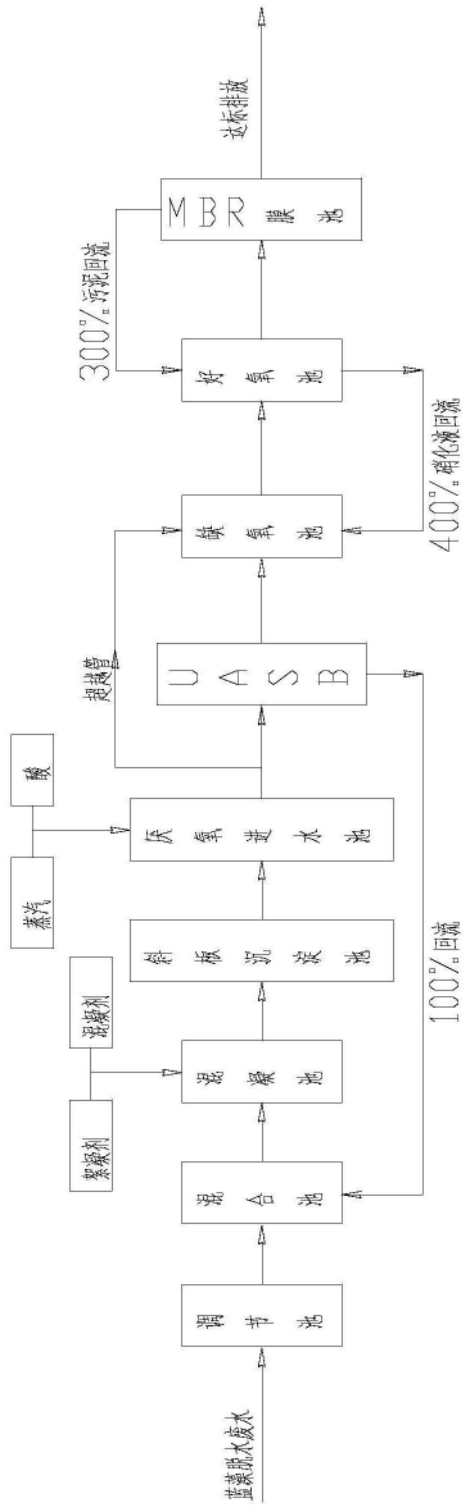 蓝藻脱水废水
调节池
混合池
混凝池
絮凝剂
混凝剂
斜板沉淀池
厌氧进水池
蒸汽
酸
超越管
UASB
100%回流
缺氧池
好氧池
400%硝化液回流
300%污泥回流
MBR膜池
达标排放